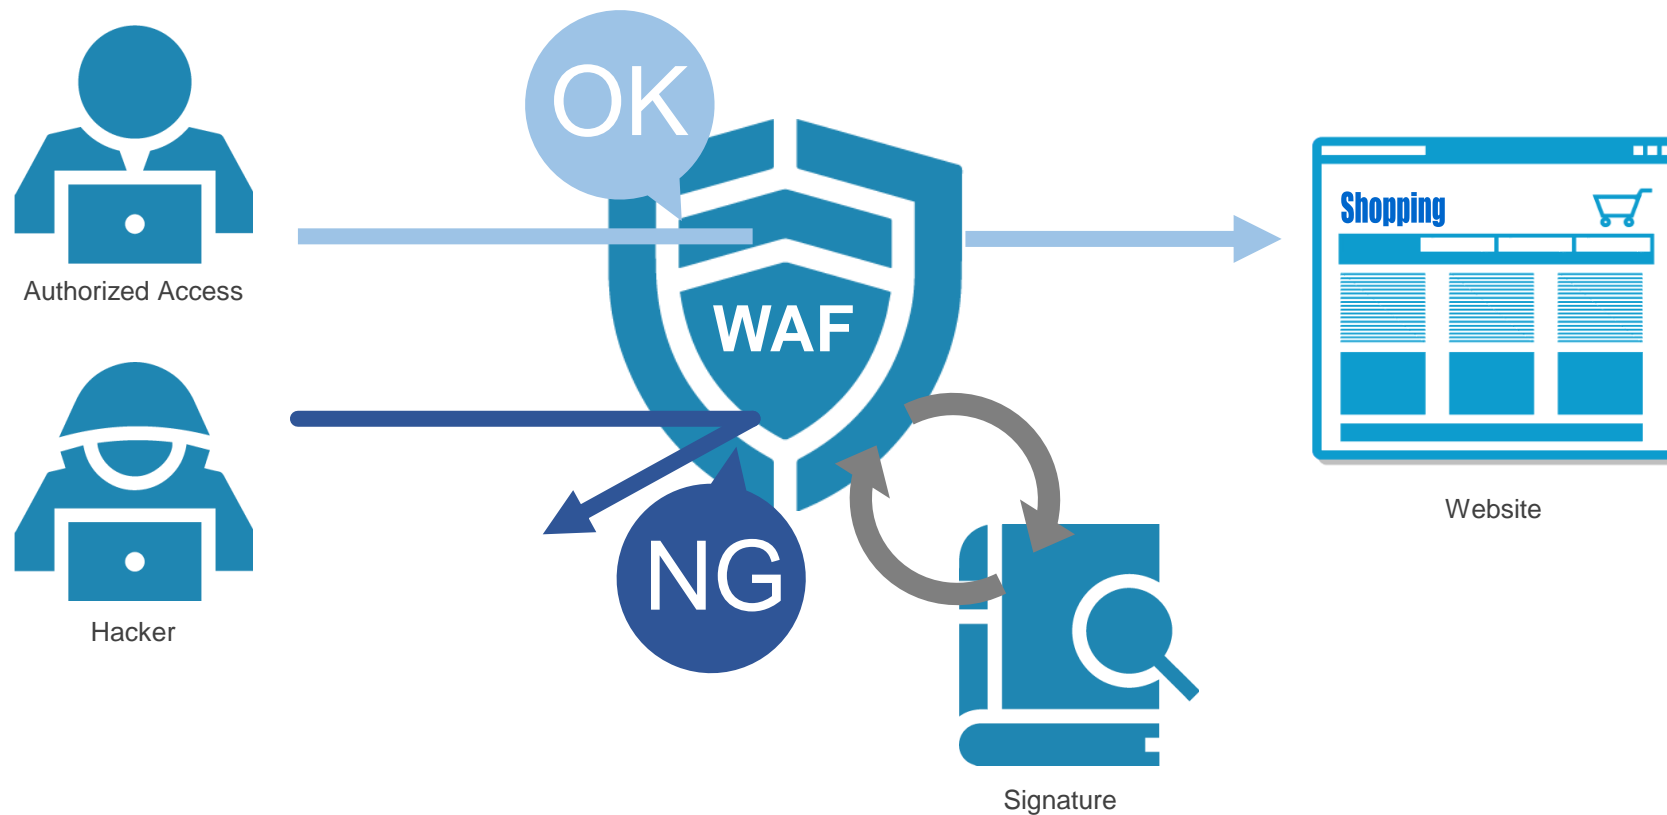 OK
Authorized Access
Shopping
WAF
NG
Hacker
Website
Signature